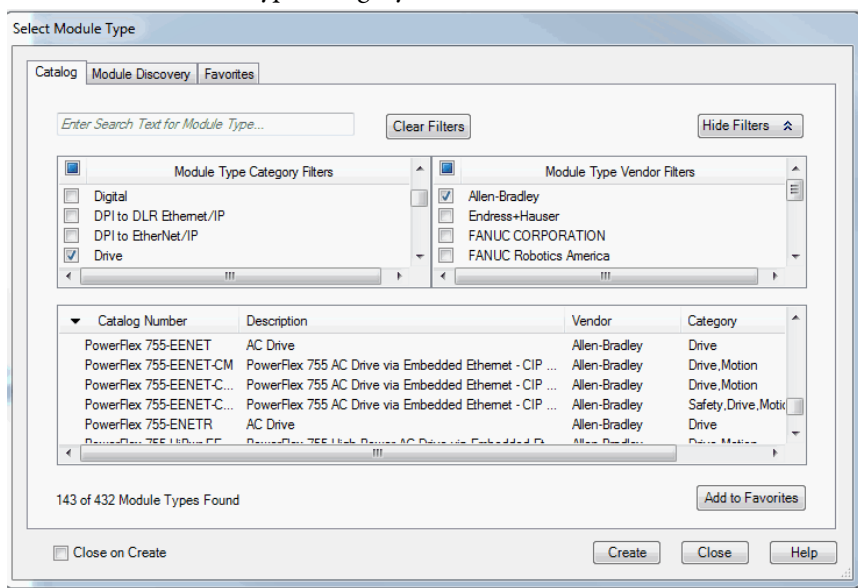 Select Module Type
Catalog Module Discovery Favorites
Enter Search Text for Module Type...
Clear Filters
Hide Filters
Module Type Category Filters
Digital
DPI to DLR Ethernet/IP
DPI to EtherNet/IP
Drive
Module Type Vendor Filters
Allen-Bradley
Endress+Hauser
FANUC CORPORATION
FANUC Robotics America
Catalog Number Description Vendor Category
PowerFlex 755-EENET AC Drive Allen-Bradley Drive
PowerFlex 755-EENET-CM PowerFlex 755 AC Drive via Embedded Ethernet - CIP ... Allen-Bradley Drive,Motion
PowerFlex 755-EENET-C... PowerFlex 755 AC Drive via Embedded Ethernet - CIP ... Allen-Bradley Drive,Motion
PowerFlex 755-EENET-C... PowerFlex 755 AC Drive via Embedded Ethernet - CIP ... Allen-Bradley Safety,Drive,Motic
PowerFlex 755-ENETR AC Drive Allen-Bradley Drive
143 of 432 Module Types Found
Add to Favorites
Close on Create
Create Close Help